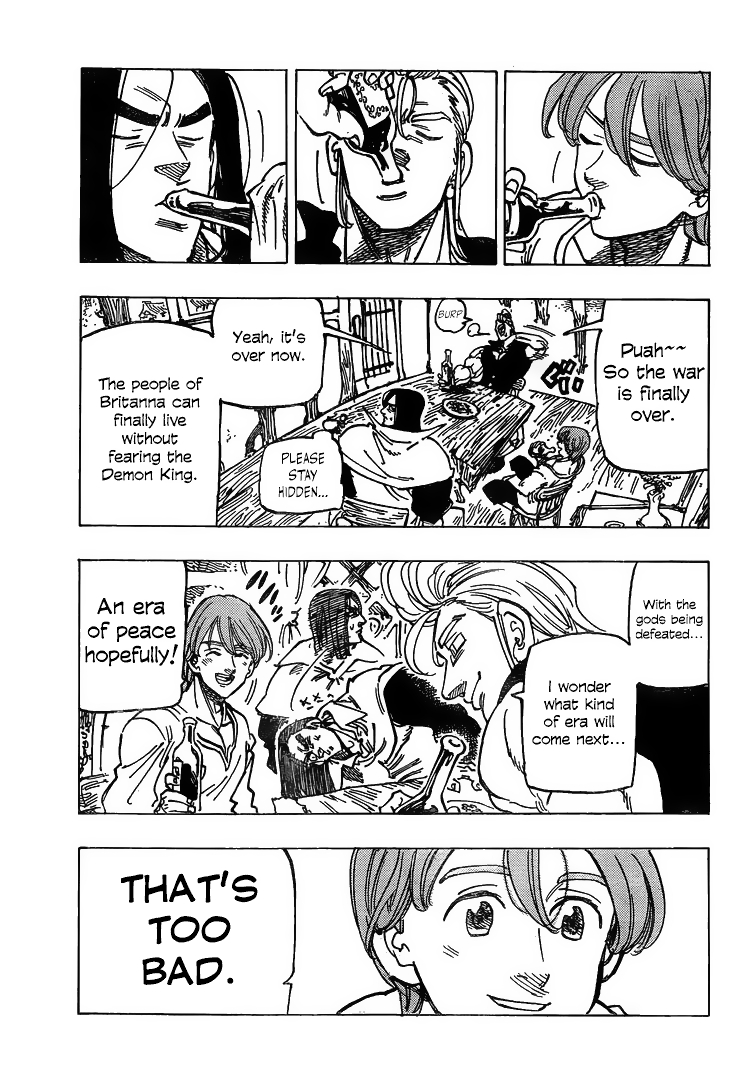 BURP
Puah~~
So the war
is finally
over.
Yeah, it's
over now.
PLEASE
STAY
HIDDEN...
The people of
Britanna can
finally live
without
fearing the
Demon King.
With the
gods being
defeated...
I wonder
what kind
of era will
come next...
An era
of peace
hopefully!
THAT'S
TOO
BAD.